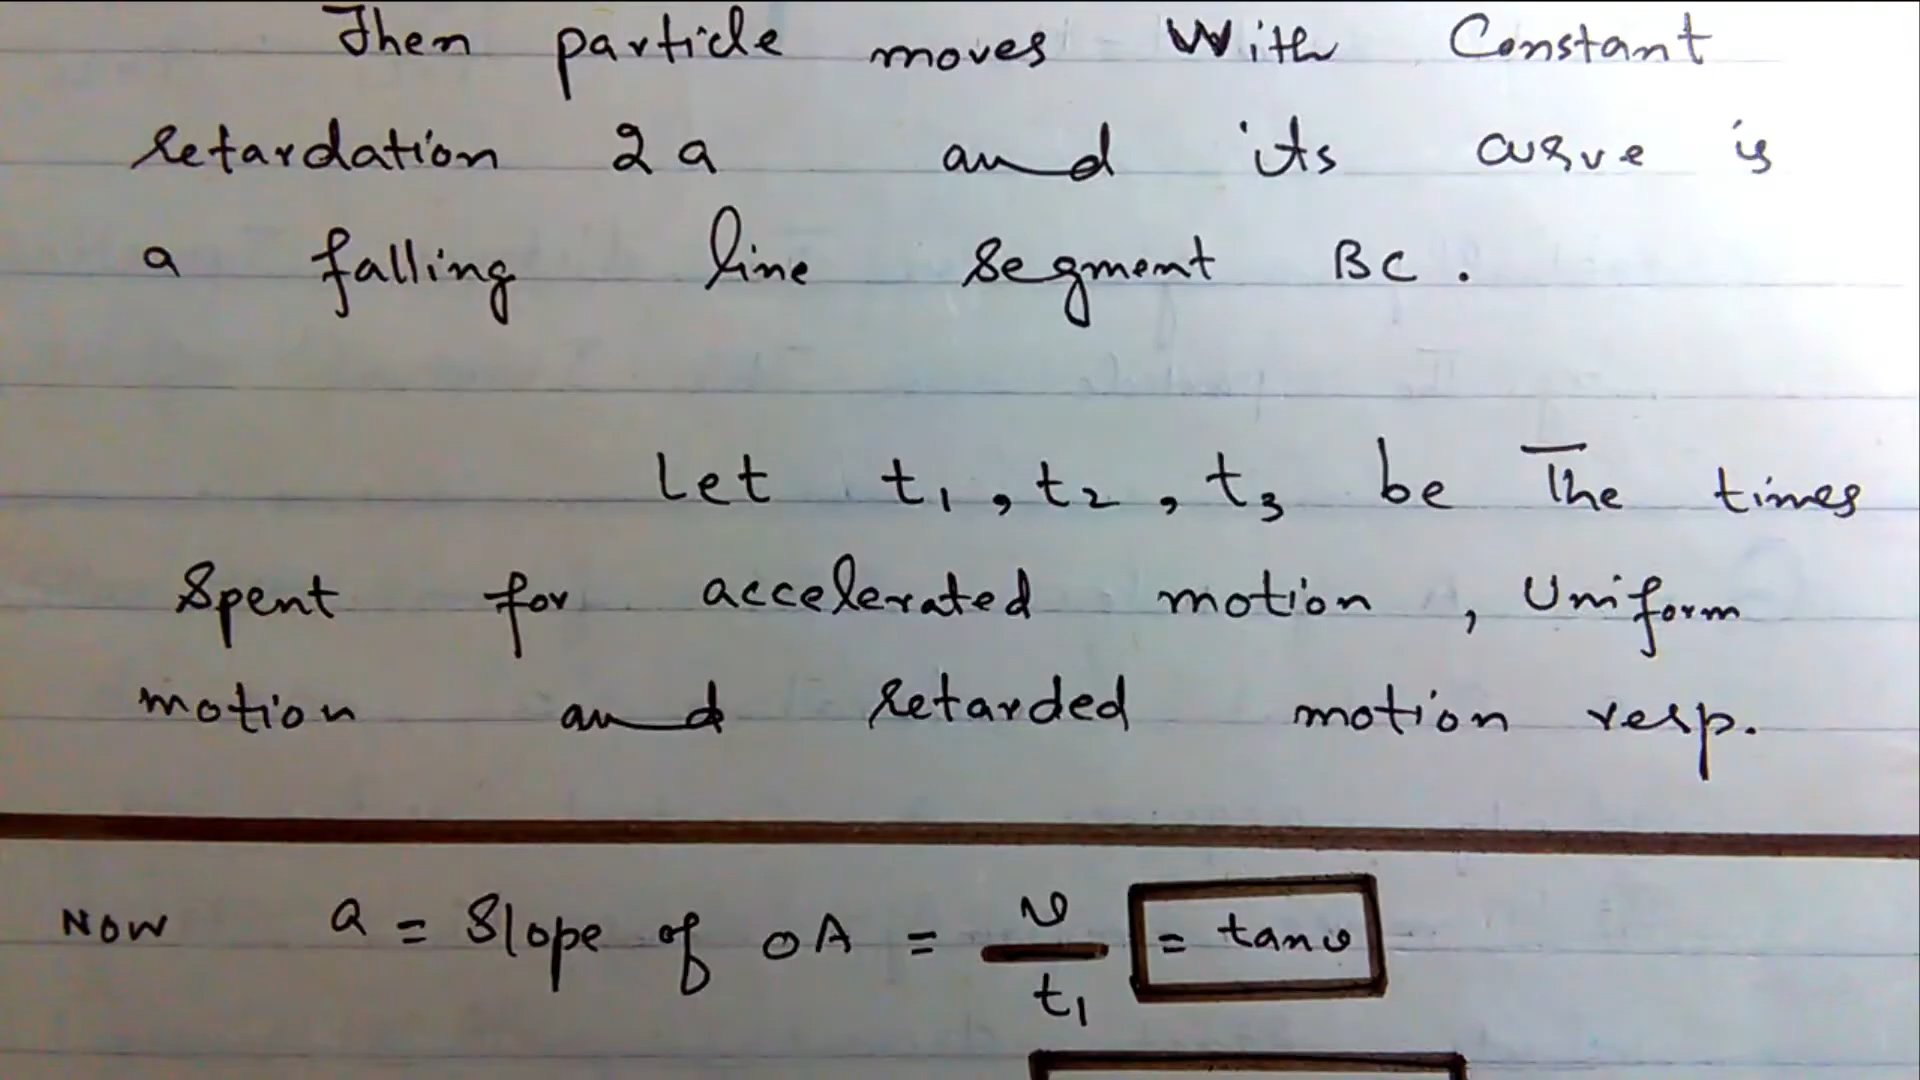 Then particle moves With Constant
retardation 2a and its curve is
a falling line segment BC.
Let t₁, t₂, t₃ be The times
Spent for accelerated motion, Uniform
motion and retarded motion resp.
NOW a = Slope of OA = v/t₁ = tan υ